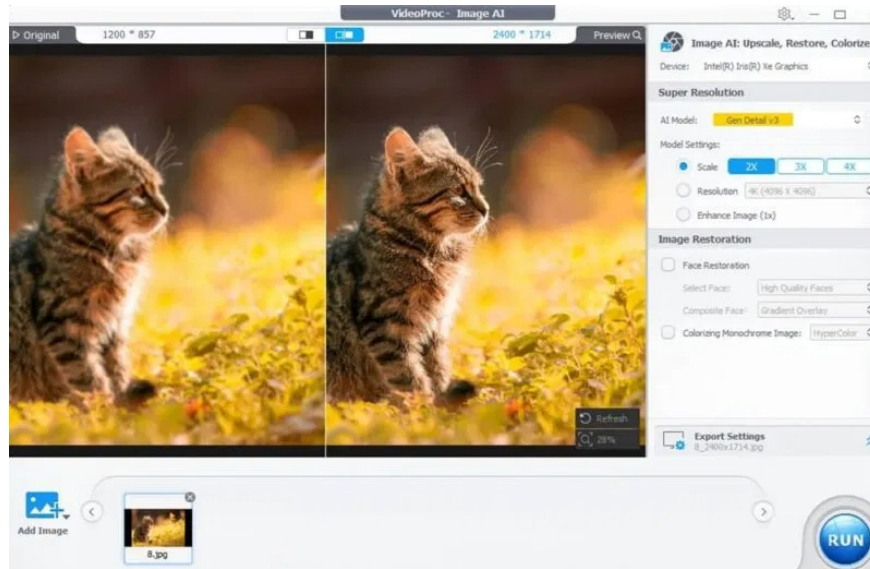 VideoProc - Image AI
Original 1200 * 857 2400 * 1714 Preview
Image AI: Upscale, Restore, Colorize
Device: Intel(R) Iris(R) Xe Graphics
Super Resolution
AI Model: Gen Detail v3
Model Settings:
Scale 2X 3X 4X
Resolution 4K (4096 X 4096)
Enhance Image (1x)
Image Restoration
Face Restoration
Select Face: High Quality Faces
Composite Face: Gradient Overlay
Colorizing Monochrome Image: HyperColor
Refresh
28%
Export Settings
8_2400x1714.jpg
Add Image
8.jpg
RUN